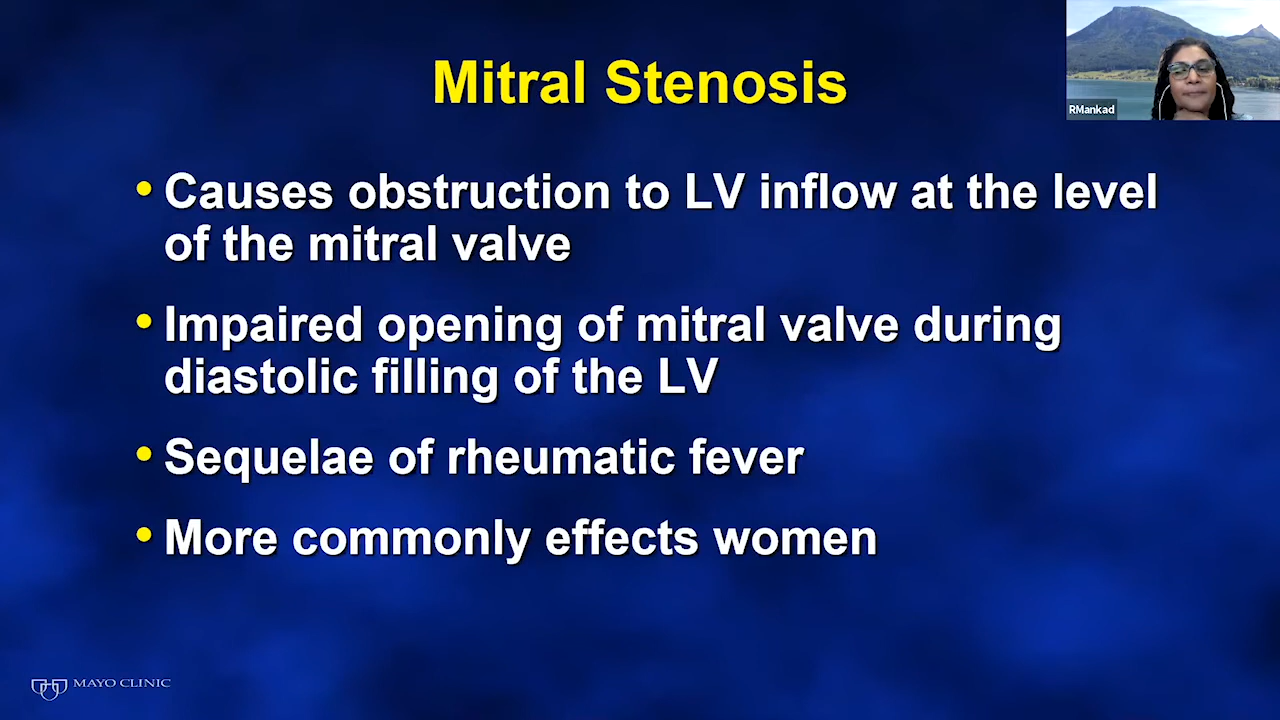 Mitral Stenosis
RMankad
• Causes obstruction to LV inflow at the level
of the mitral valve
• Impaired opening of mitral valve during
diastolic filling of the LV
• Sequelae of rheumatic fever
• More commonly effects women
MAYO CLINIC